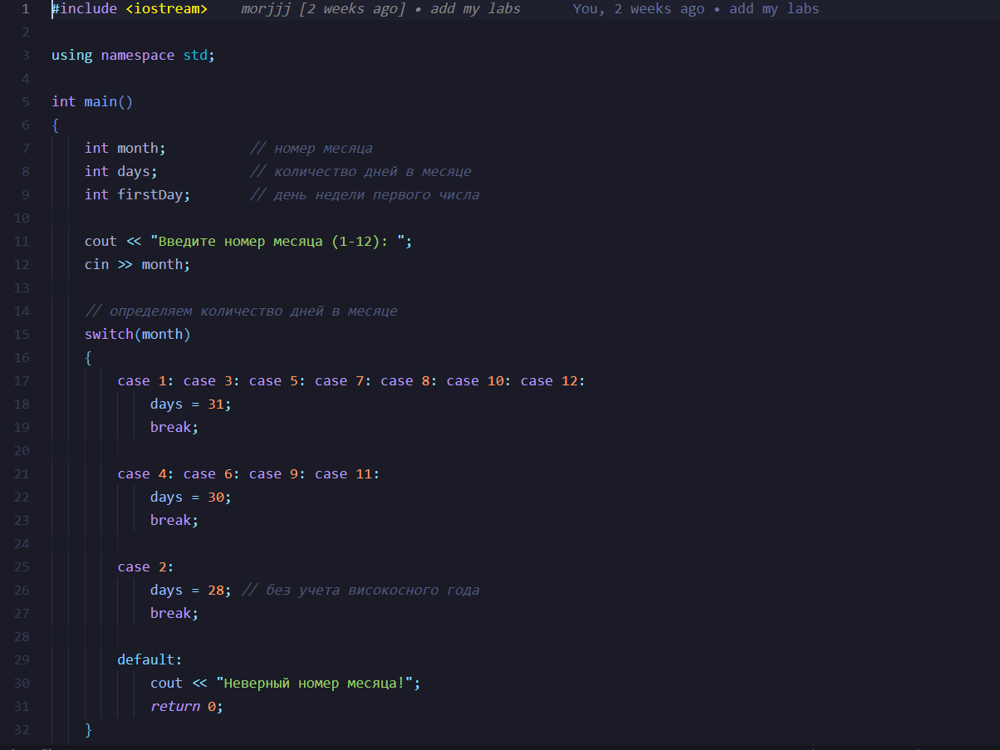 1 #include <iostream> morjjj [2 weeks ago] • add my labs You, 2 weeks ago • add my labs
2
3 using namespace std;
4
5 int main()
6 {
7 int month; // номер месяца
8 int days; // количество дней в месяце
9 int firstDay; // день недели первого числа
10
11 cout << "Введите номер месяца (1-12): ";
12 cin >> month;
13
14 // определяем количество дней в месяце
15 switch(month)
16 {
17 case 1: case 3: case 5: case 7: case 8: case 10: case 12:
18 days = 31;
19 break;
20
21 case 4: case 6: case 9: case 11:
22 days = 30;
23 break;
24
25 case 2:
26 days = 28; // без учета високосного года
27 break;
28
29 default:
30 cout << "Неверный номер месяца!";
31 return 0;
32 }